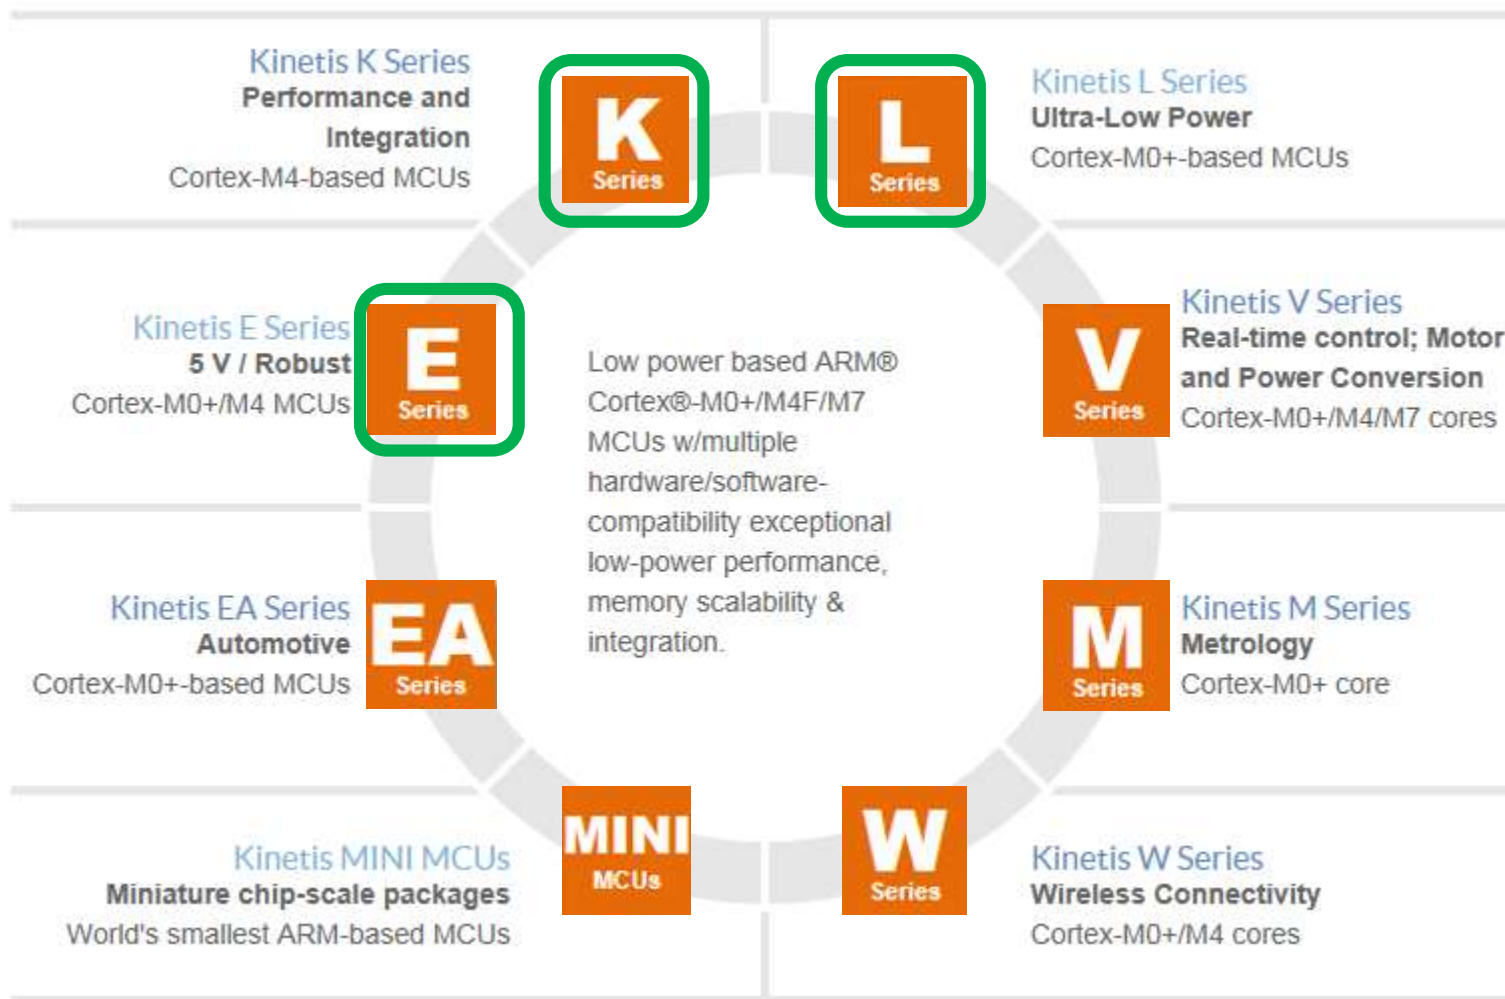 Kinetis K Series
Performance and
Integration
Cortex-M4-based MCUs
K
Series
L
Series
Kinetis L Series
Ultra-Low Power
Cortex-M0+-based MCUs
Kinetis E Series
5 V / Robust
Cortex-M0+/M4 MCUs
E
Series
Low power based ARM®
Cortex®-M0+/M4F/M7
MCUs w/multiple
hardware/software-
compatibility exceptional
low-power performance,
memory scalability &
integration.
V
Series
Kinetis V Series
Real-time control; Motor
and Power Conversion
Cortex-M0+/M4/M7 cores
Kinetis EA Series
Automotive
Cortex-M0+-based MCUs
EA
Series
M
Series
Kinetis M Series
Metrology
Cortex-M0+ core
Kinetis MINI MCUs
Miniature chip-scale packages
World's smallest ARM-based MCUs
MINI
MCUs
W
Series
Kinetis W Series
Wireless Connectivity
Cortex-M0+/M4 cores